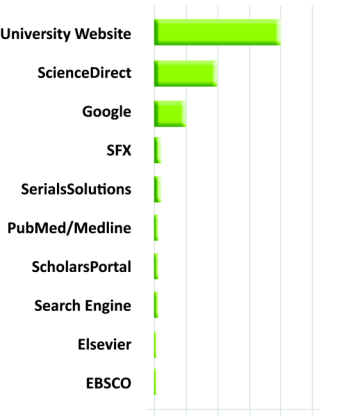 University Website
ScienceDirect
Google
SFX
SerialsSolutions
PubMed/Medline
ScholarsPortal
Search Engine
Elsevier
EBSCO